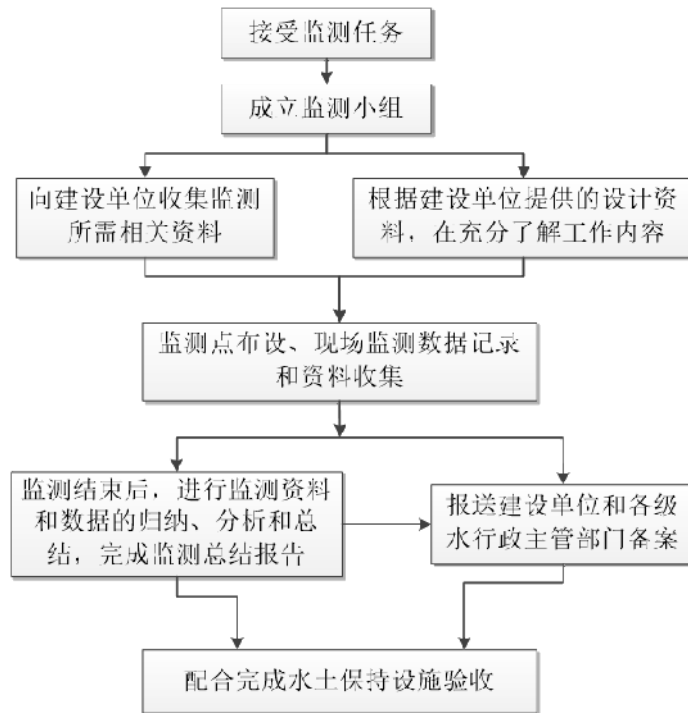 接受监测任务
成立监测小组
向建设单位收集监测
所需相关资料
根据建设单位提供的设计资
料，在充分了解工作内容
监测点布设、现场监测数据记录
和资料收集
监测结束后，进行监测资料
和数据的归纳、分析和总
结，完成监测总结报告
报送建设单位和各级
水行政主管部门备案
配合完成水土保持设施验收